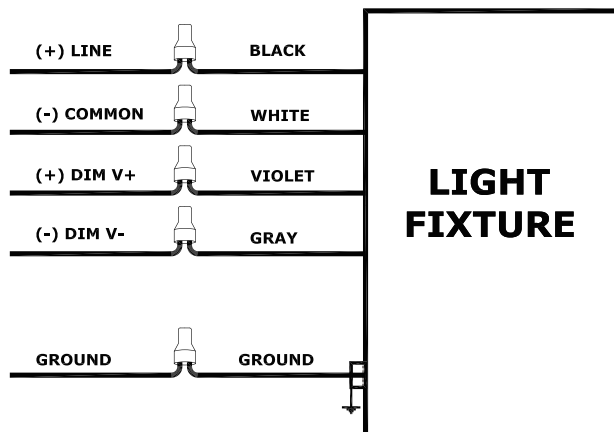 (+) LINE BLACK
(-) COMMON WHITE
(+) DIM V+ VIOLET
(-) DIM V- GRAY
GROUND GROUND
LIGHT
FIXTURE